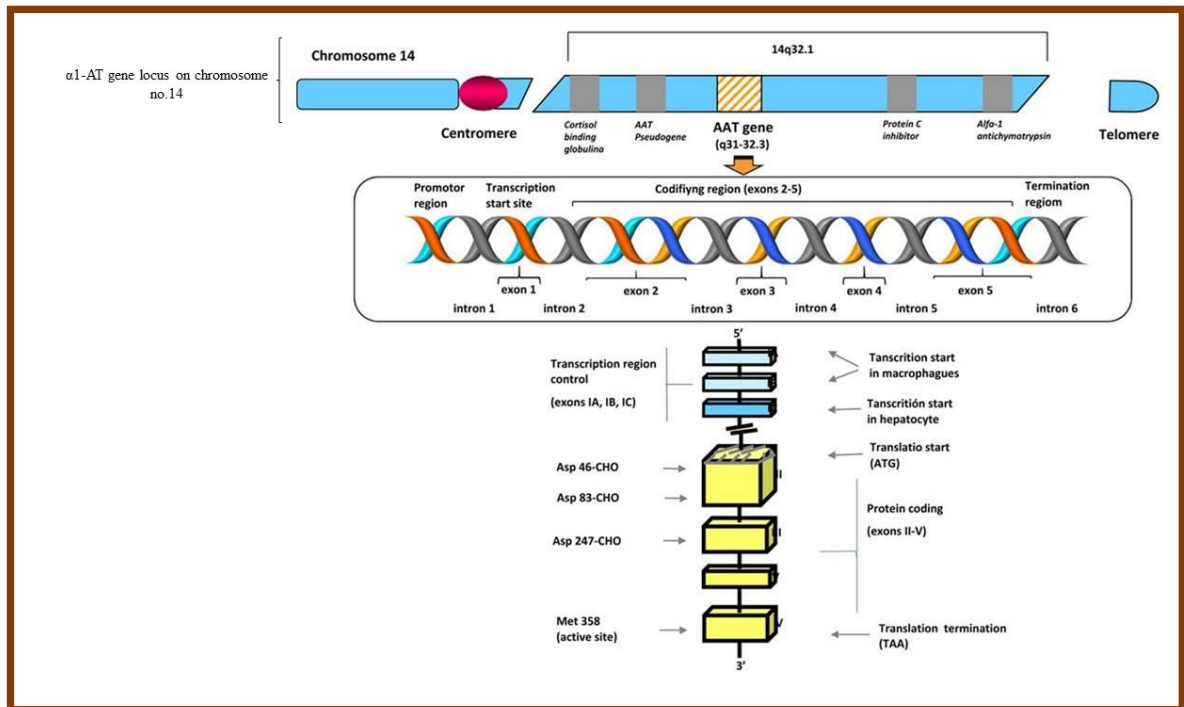 α1-AT gene locus on chromosome
no.14
Chromosome 14
14q32.1
Centromere
Cortisol
binding
globulina
AAT
Pseudogene
AAT gene
(q31-32.3)
Protein C
inhibitor
Alfa-1
antichymotrypsin
Telomere
Promotor
region
Transcription
start site
Codifiyng region (exons 2-5)
Termination
regiom
exon 1
exon 2
exon 3
exon 4
exon 5
intron 1
intron 2
intron 3
intron 4
intron 5
intron 6
5'
Transcription region
control
(exons IA, IB, IC)
Tanscrition start
in macrophagues
Tanscritión start
in hepatocyte
Translatio start
(ATG)
Asp 46-CHO
Asp 83-CHO
Asp 247-CHO
Protein coding
(exons II-V)
Met 358
(active site)
Translation termination
(TAA)
3'